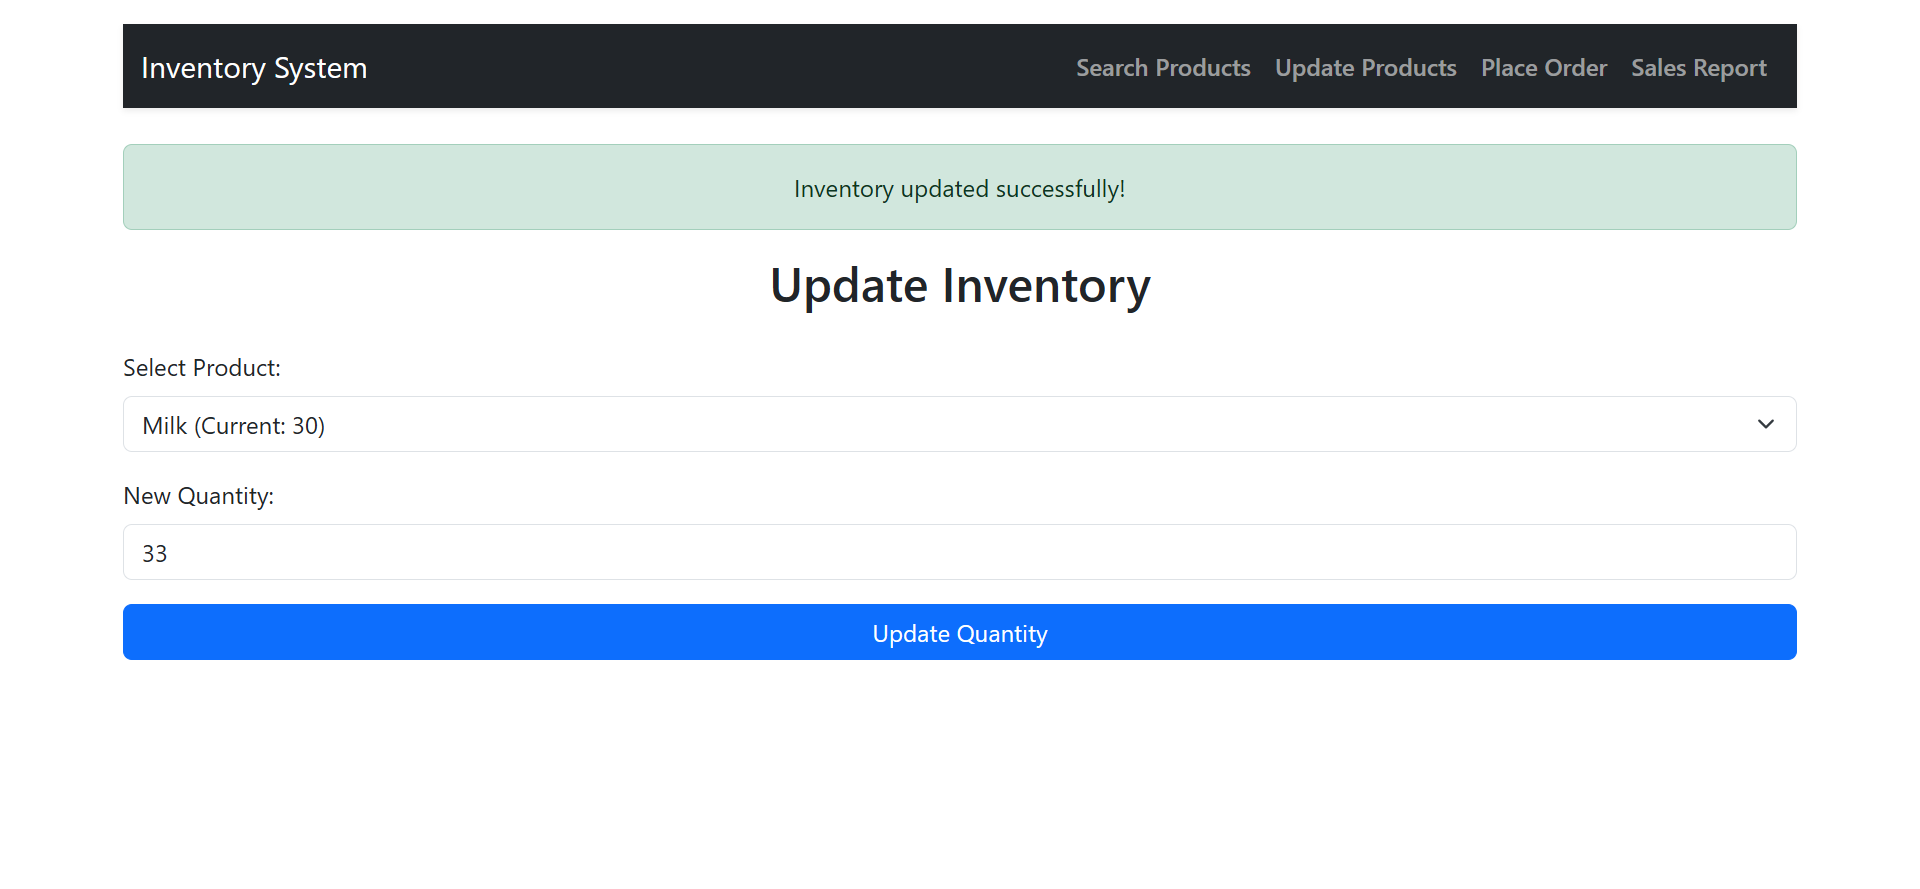 Inventory System Search Products Update Products Place Order Sales Report
Inventory updated successfully!
Update Inventory
Select Product:
Milk (Current: 30)
New Quantity:
33
Update Quantity